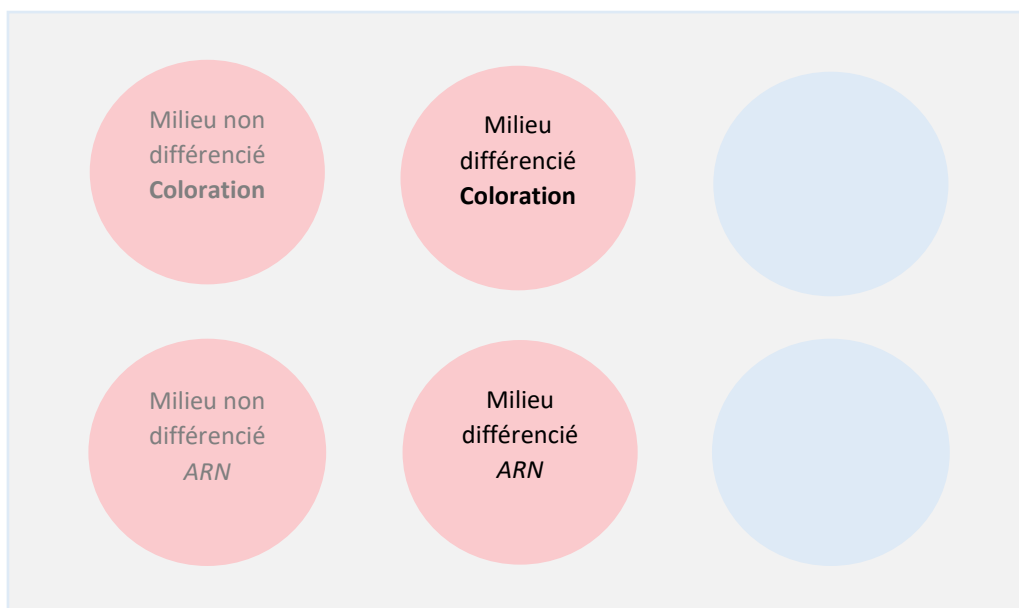 Milieu non
différencié
Coloration
Milieu
différencié
Coloration
Milieu non
différencié
ARN
Milieu
différencié
ARN